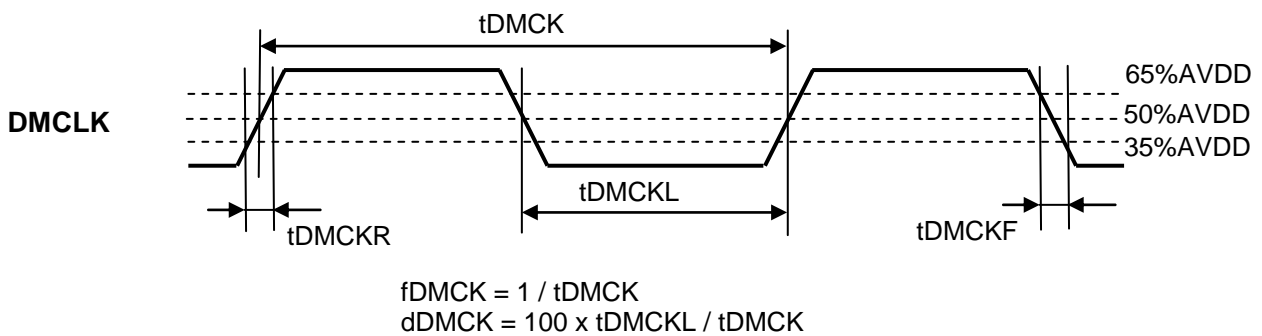 tDMCK
65%AVDD
DMCLK
50%AVDD
35%AVDD
tDMCKL
tDMCKR
tDMCKF
fDMCK = 1 / tDMCK
dDMCK = 100 x tDMCKL / tDMCK